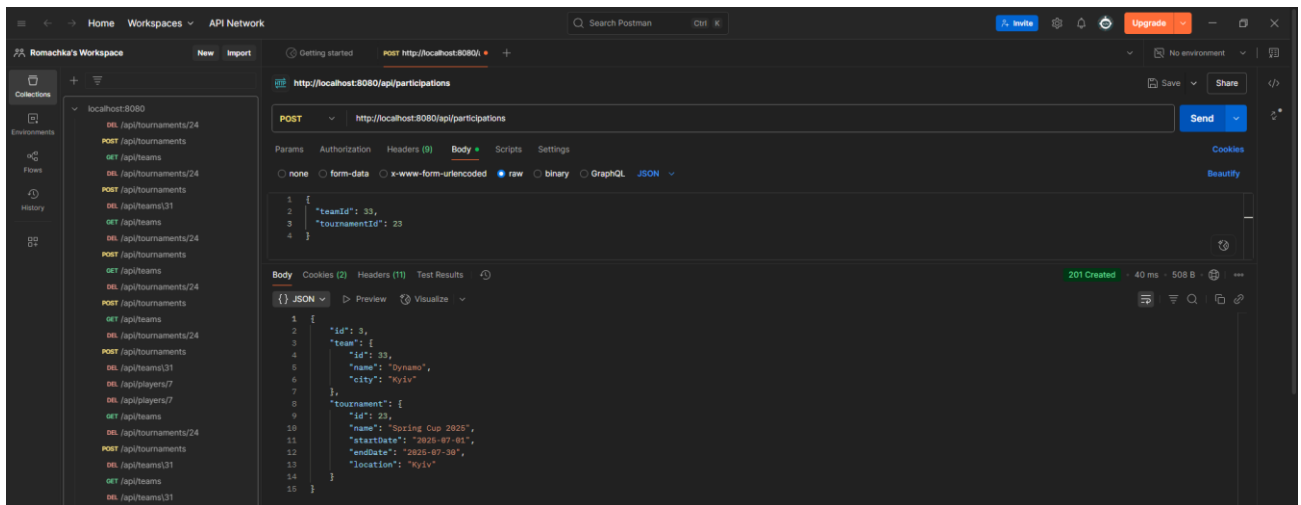 Home Workspaces API Network Search Postman Ctrl K Invite Upgrade
Romachka's Workspace New Import Getting started POST http://localhost:8080/a No environment
Collections
Environments
Flows
History
localhost:8080
DEL /api/tournaments/24
POST /api/tournaments
GET /api/teams
DEL /api/tournaments/24
POST /api/tournaments
DEL /api/teams\31
GET /api/teams
DEL /api/tournaments/24
POST /api/tournaments
GET /api/teams
DEL /api/tournaments/24
POST /api/tournaments
GET /api/teams
DEL /api/tournaments/24
POST /api/tournaments
DEL /api/teams\31
DEL /api/players/7
DEL /api/players/7
GET /api/teams
DEL /api/tournaments/24
POST /api/tournaments
DEL /api/teams\31
GET /api/teams
DEL /api/teams\31
HTTP http://localhost:8080/api/participations Save Share
POST http://localhost:8080/api/participations Send
Params Authorization Headers (9) Body Scripts Settings Cookies
none form-data x-www-form-urlencoded raw binary GraphQL JSON Beautify
1 {
2 "teamId": 33,
3 "tournamentId": 23
4 }
Body Cookies (2) Headers (11) Test Results 201 Created 40 ms 508 B
{} JSON Preview Visualize
1 {
2 "id": 3,
3 "team": {
4 "id": 33,
5 "name": "Dynamo",
6 "city": "Kyiv"
7 },
8 "tournament": {
9 "id": 23,
10 "name": "Spring Cup 2025",
11 "startDate": "2025-07-01",
12 "endDate": "2025-07-30",
13 "location": "Kyiv"
14 }
15 }